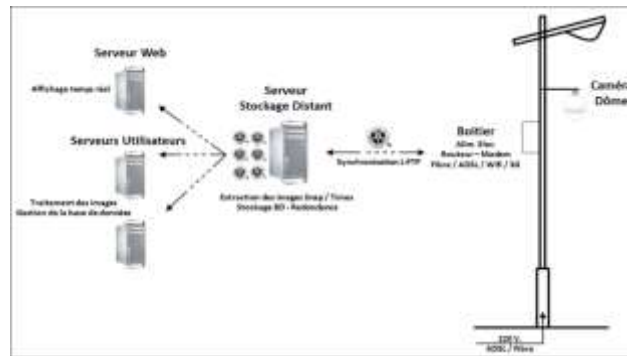 Serveur Web
Affichage temps réel
Serveurs Utilisateurs
Traitement des images
Gestion de la base de données
Serveur
Stockage Distant
Extraction des images Snap / Times
Stockage BD - Redondance
Synchronisation L-FTP
Boitier
Alim. Elec
Routeur – Modem
Fibre / ADSL / Wifi / 3G
Caméra
Dôme
220 V.
ADSL / Fibre